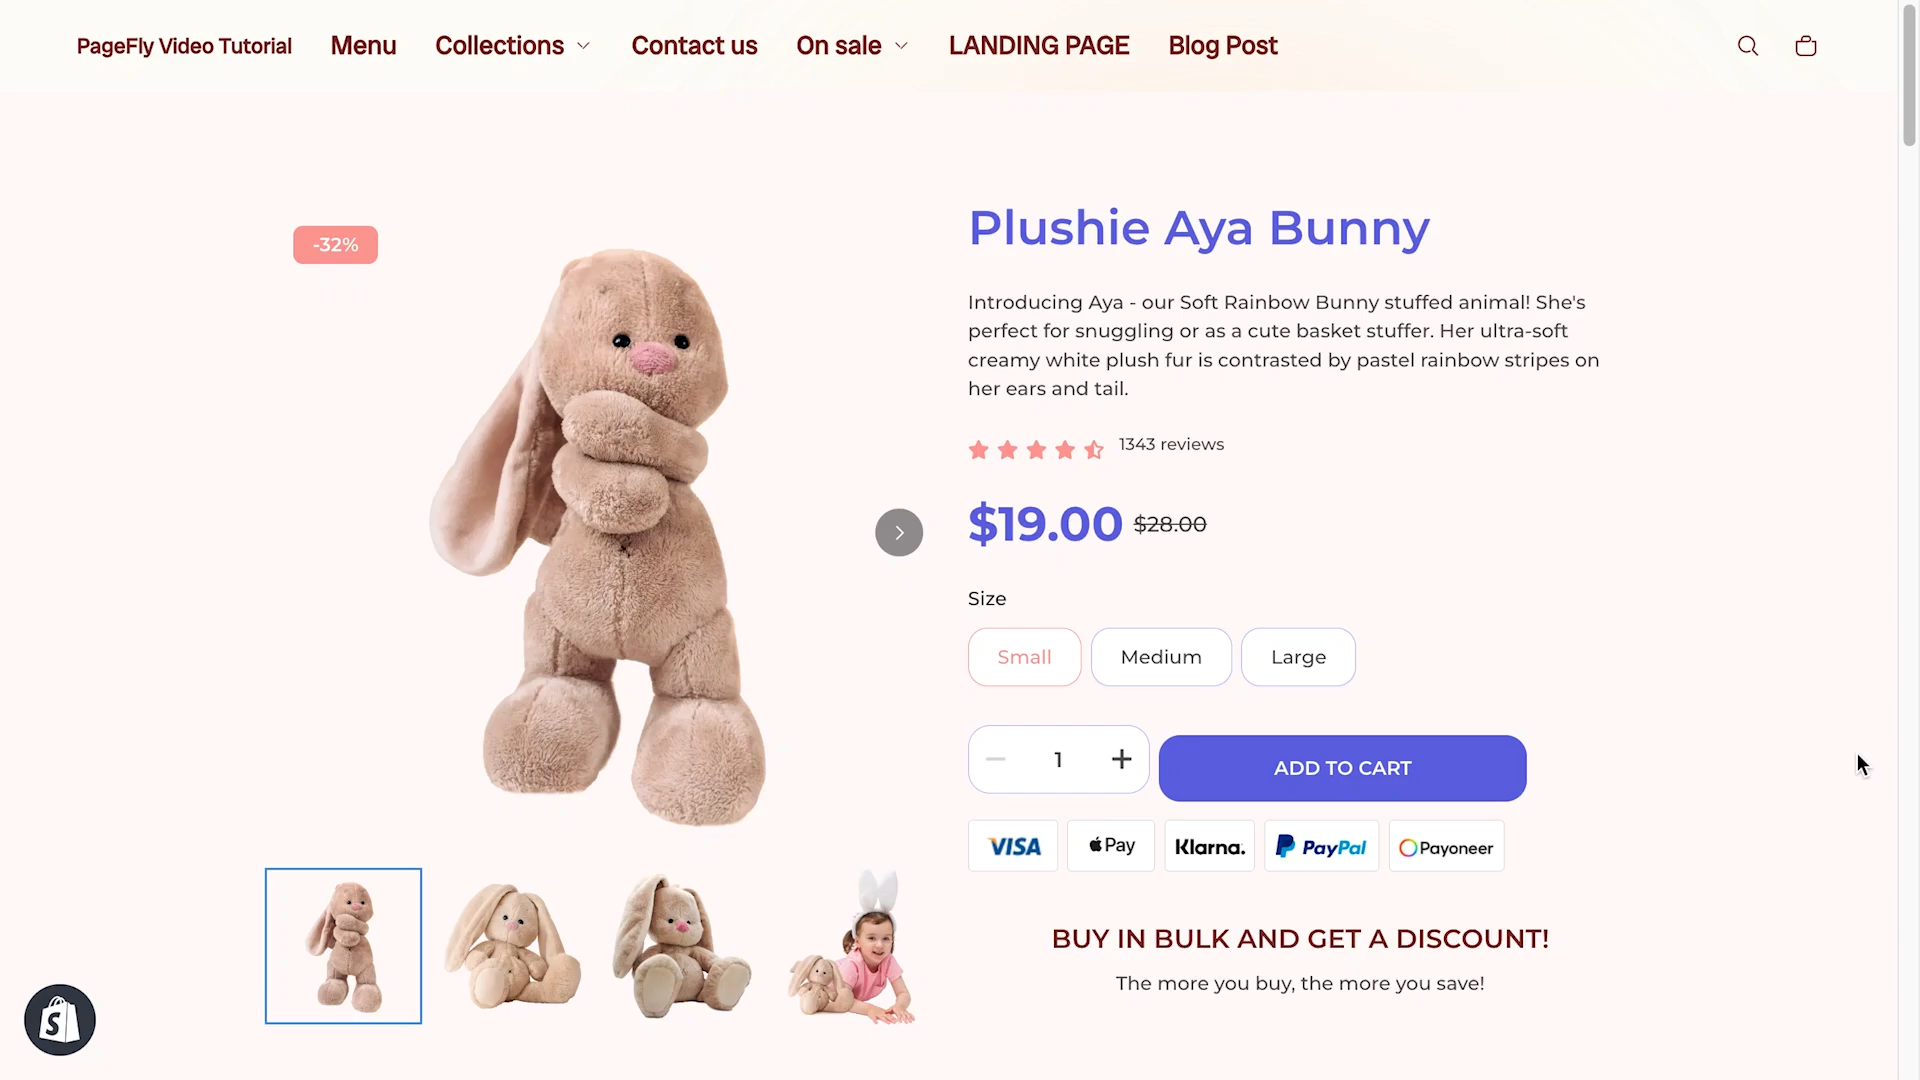 PageFly Video Tutorial
Menu
Collections
Contact us
On sale
LANDING PAGE
Blog Post
-32%
Plushie Aya Bunny
Introducing Aya - our Soft Rainbow Bunny stuffed animal! She's
perfect for snuggling or as a cute basket stuffer. Her ultra-soft
creamy white plush fur is contrasted by pastel rainbow stripes on
her ears and tail.
1343 reviews
$19.00 $28.00
Size
Small
Medium
Large
1
ADD TO CART
VISA
Pay
Klarna.
PayPal
Payoneer
BUY IN BULK AND GET A DISCOUNT!
The more you buy, the more you save!